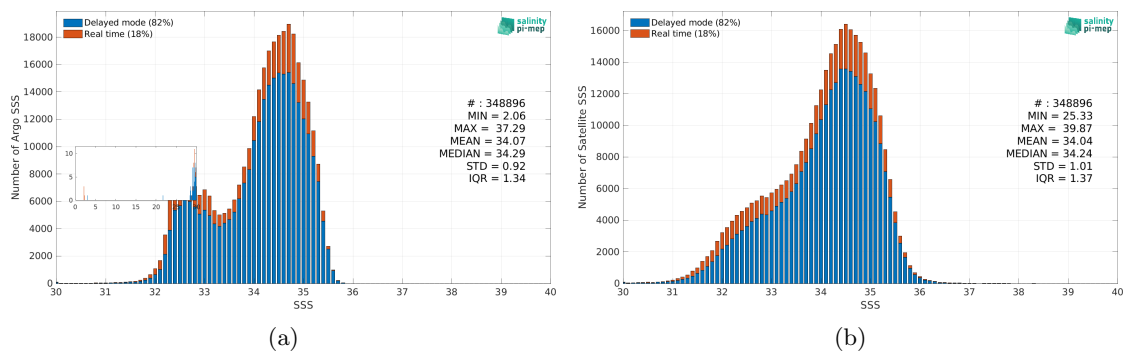 Delayed mode (82%)
Real time (18%)
salinity
pi-mep
18000
16000
14000
12000
10000
8000
6000
4000
2000
0
Number of Argo SSS
# : 348896
MIN = 2.06
MAX = 37.29
MEAN = 34.07
MEDIAN = 34.29
STD = 0.92
IQR = 1.34
10
5
0
0 5 10 15 20 25 30
30 31 32 33 34 35 36 37 38 39 40
SSS
(a)
Delayed mode (82%)
Real time (18%)
salinity
pi-mep
16000
14000
12000
10000
8000
6000
4000
2000
0
Number of Satellite SSS
# : 348896
MIN = 25.33
MAX = 39.87
MEAN = 34.04
MEDIAN = 34.24
STD = 1.01
IQR = 1.37
30 31 32 33 34 35 36 37 38 39 40
SSS
(b)